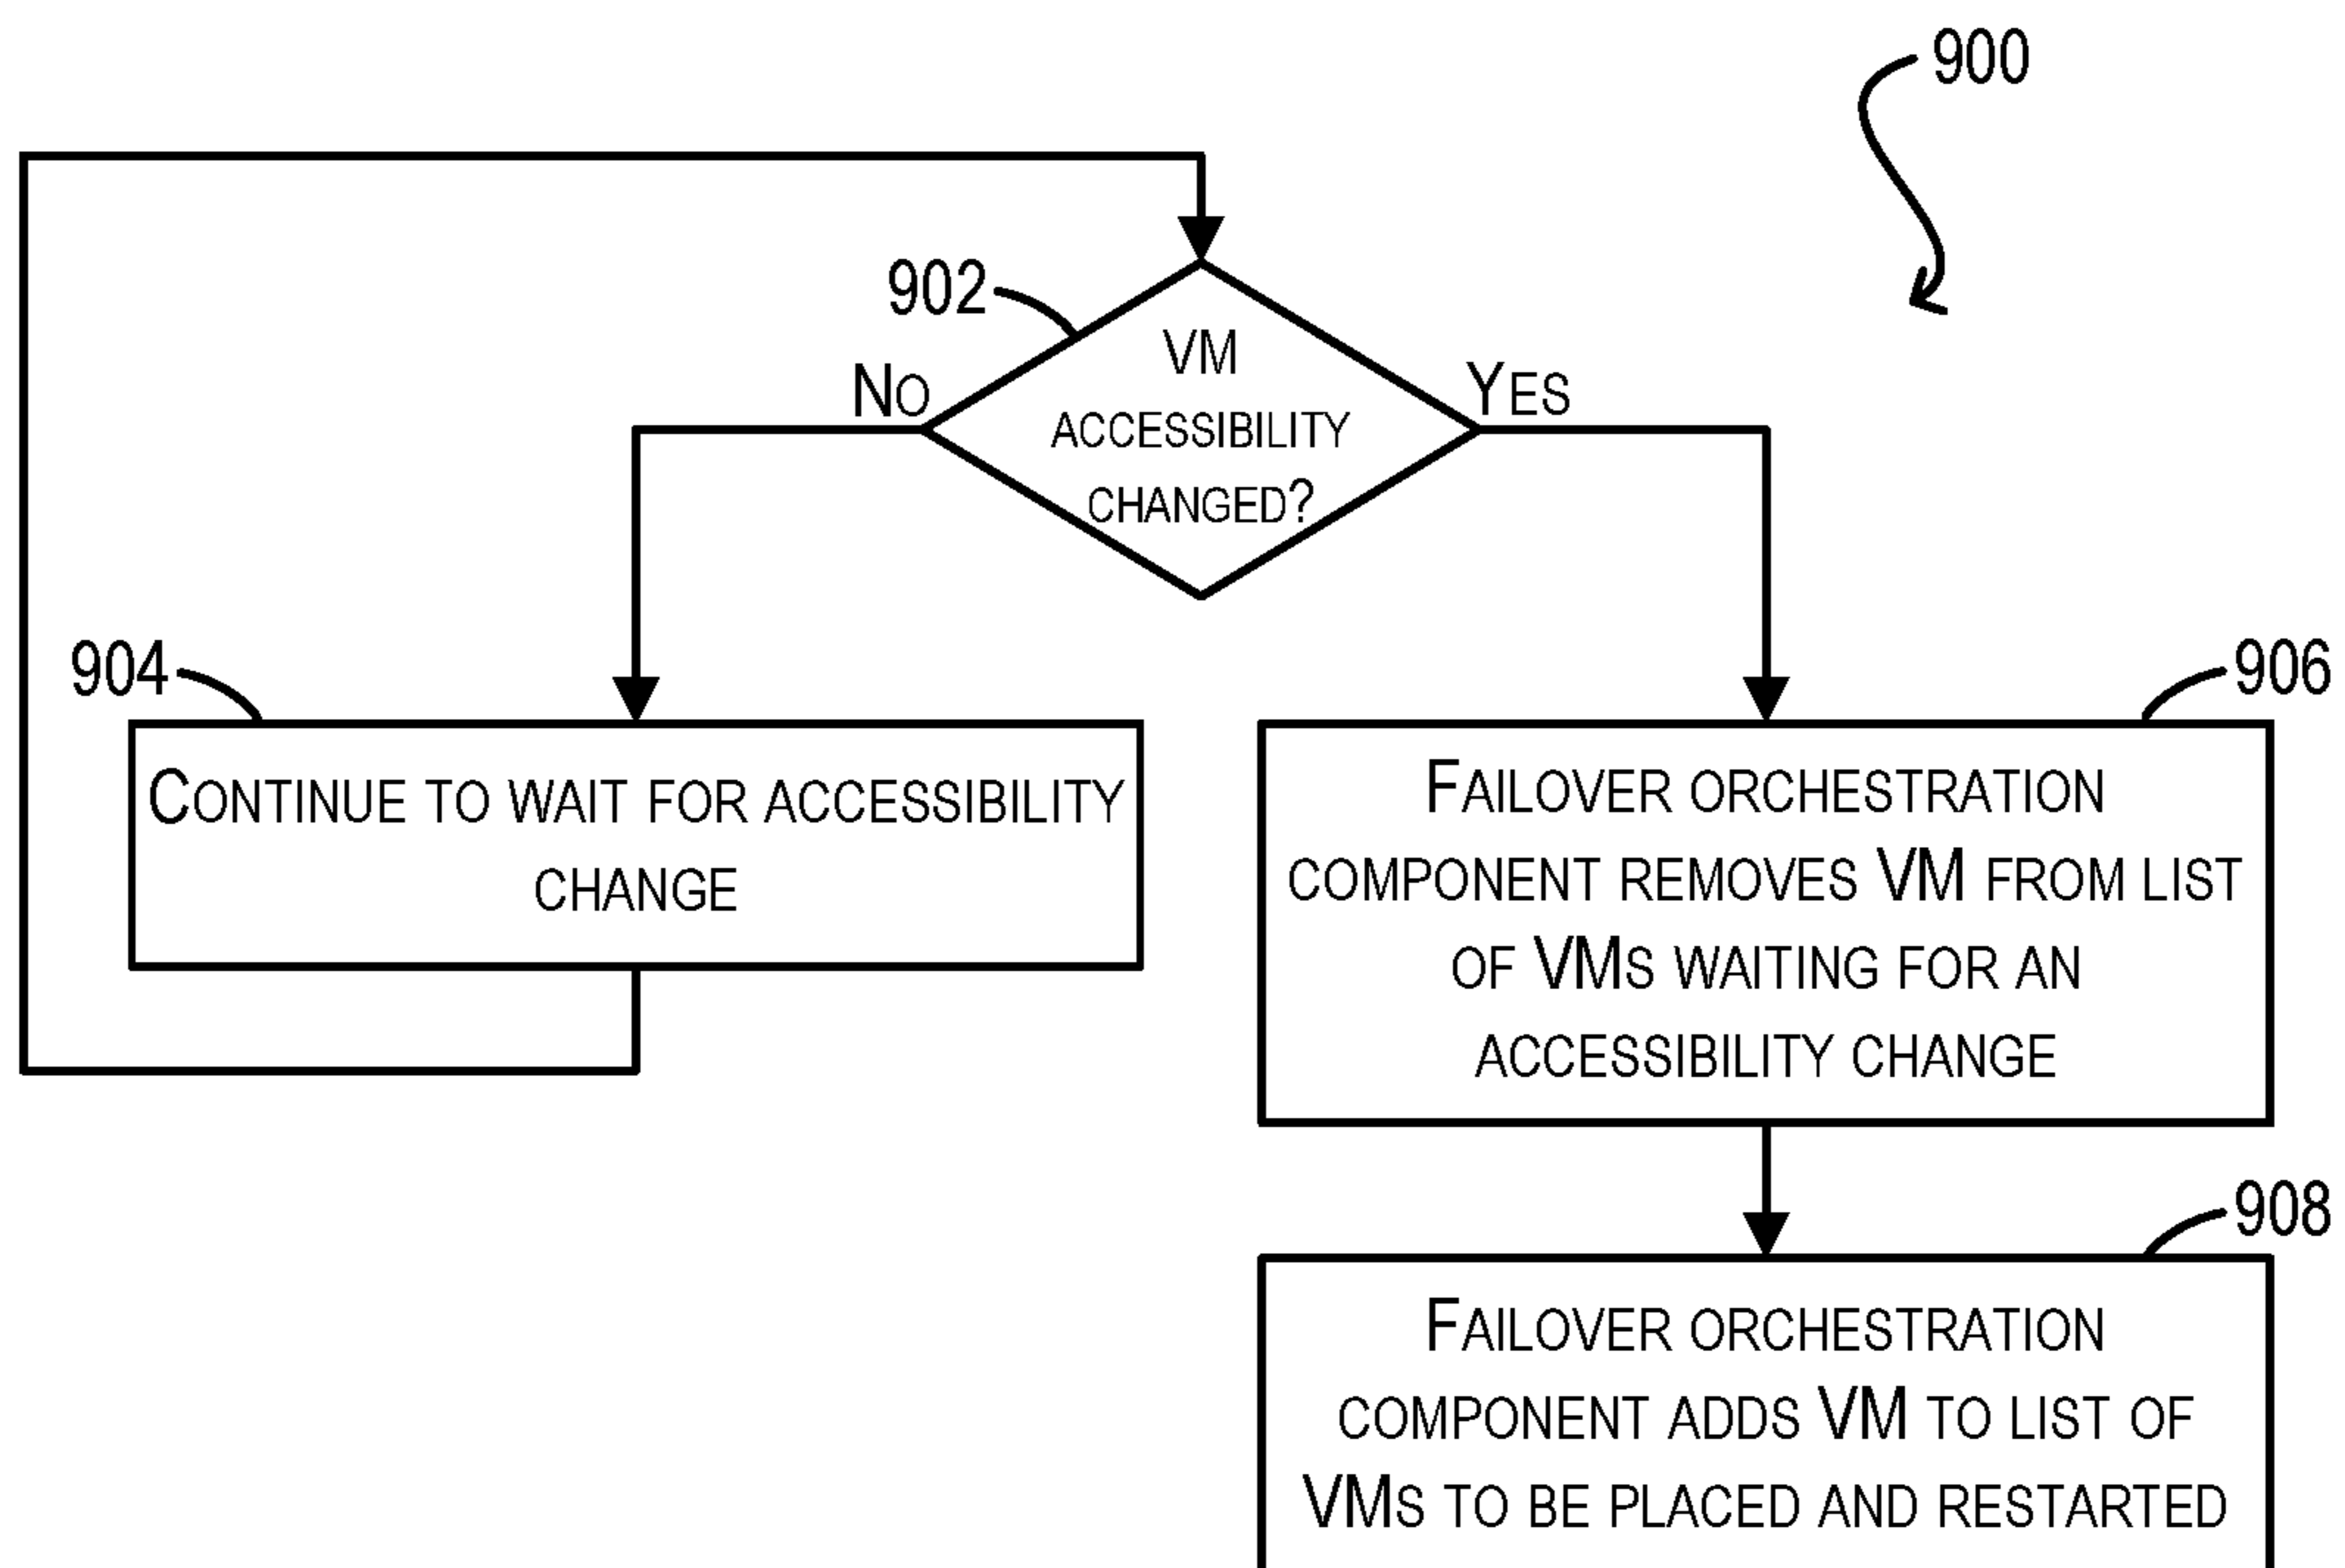 900
902
VM
ACCESSIBILITY
CHANGED?
NO
YES
904
CONTINUE TO WAIT FOR ACCESSIBILITY
CHANGE
906
FAILOVER ORCHESTRATION
COMPONENT REMOVES VM FROM LIST
OF VMS WAITING FOR AN
ACCESSIBILITY CHANGE
908
FAILOVER ORCHESTRATION
COMPONENT ADDS VM TO LIST OF
VMS TO BE PLACED AND RESTARTED